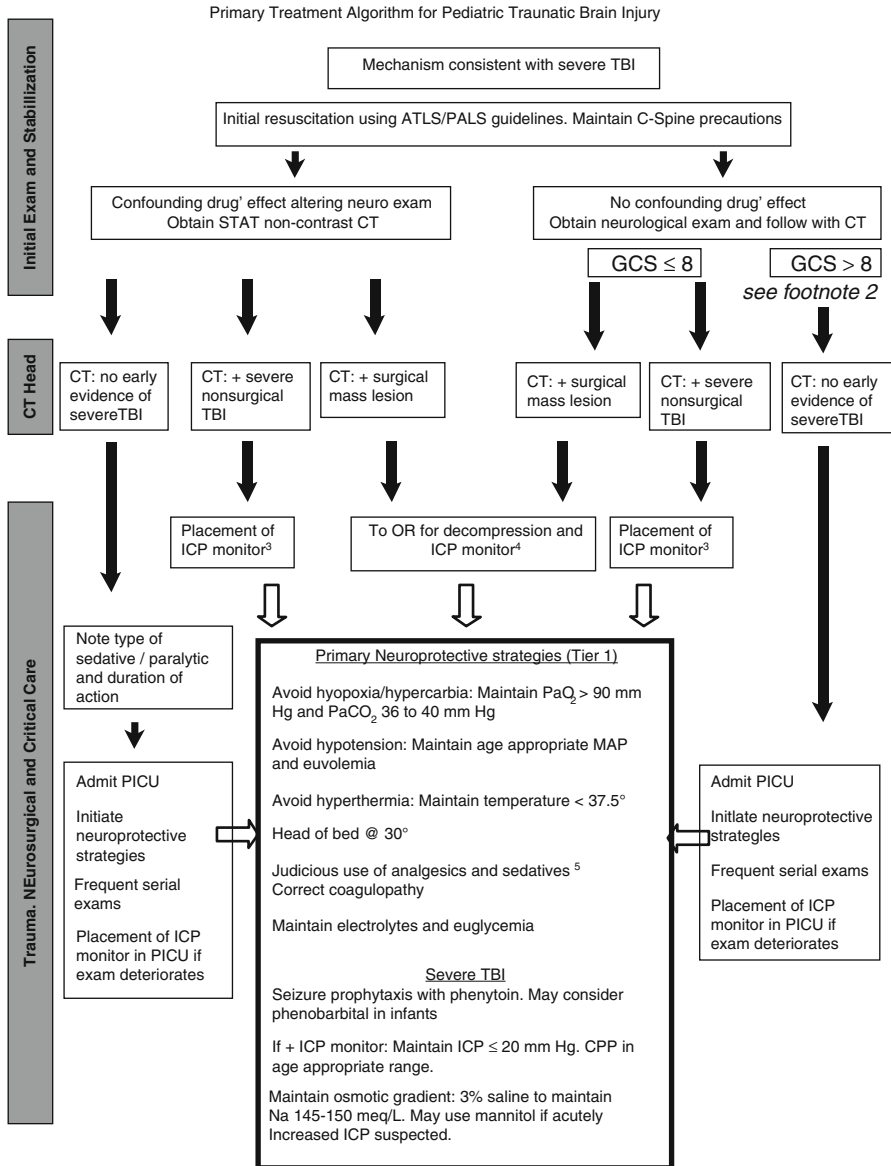 Primary Treatment Algorithm for Pediatric Traunatic Brain Injury
Initial Exam and Stabillization
Mechanism consistent with severe TBI
Initial resuscitation using ATLS/PALS guidelines. Maintain C-Spine precautions
Confounding drug' effect altering neuro exam
Obtain STAT non-contrast CT
No confounding drug' effect
Obtain neurological exam and follow with CT
GCS ≤ 8
GCS > 8
see footnote 2
CT Head
CT: no early
evidence of
severeTBI
CT: + severe
nonsurgical
TBI
CT: + surgical
mass lesion
CT: + surgical
mass lesion
CT: + severe
nonsurgical
TBI
CT: no early
evidence of
severeTBI
Trauma. NEurosurgical and Critical Care
Placement of
ICP monitor³
To OR for decompression and
ICP monitor⁴
Placement of
ICP monitor³
Note type of
sedative / paralytic
and duration of
action
Admit PICU
Initiate
neuroprotective
strategies
Frequent serial
exams
Placement of ICP
monitor in PICU if
exam deteriorates
Primary Neuroprotective strategies (Tier 1)
Avoid hyopoxia/hypercarbia: Maintain PaO₂ > 90 mm
Hg and PaCO₂ 36 to 40 mm Hg
Avoid hypotension: Maintain age appropriate MAP
and euvolemia
Avoid hyperthermia: Maintain temperature < 37.5°
Head of bed @ 30°
Judicious use of analgesics and sedatives ⁵
Correct coagulopathy
Maintain electrolytes and euglycemia
Severe TBI
Seizure prophytaxis with phenytoin. May consider
phenobarbital in infants
If + ICP monitor: Maintain ICP ≤ 20 mm Hg. CPP in
age appropriate range.
Maintain osmotic gradient: 3% saline to maintain
Na 145-150 meq/L. May use mannitol if acutely
Increased ICP suspected.
Admit PICU
Initlate neuroprotective
strategles
Frequent serial exams
Placement of ICP
monitor in PICU if
exam deteriorates